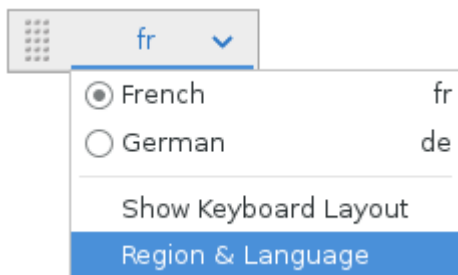 fr
French fr
German de
Show Keyboard Layout
Region & Language